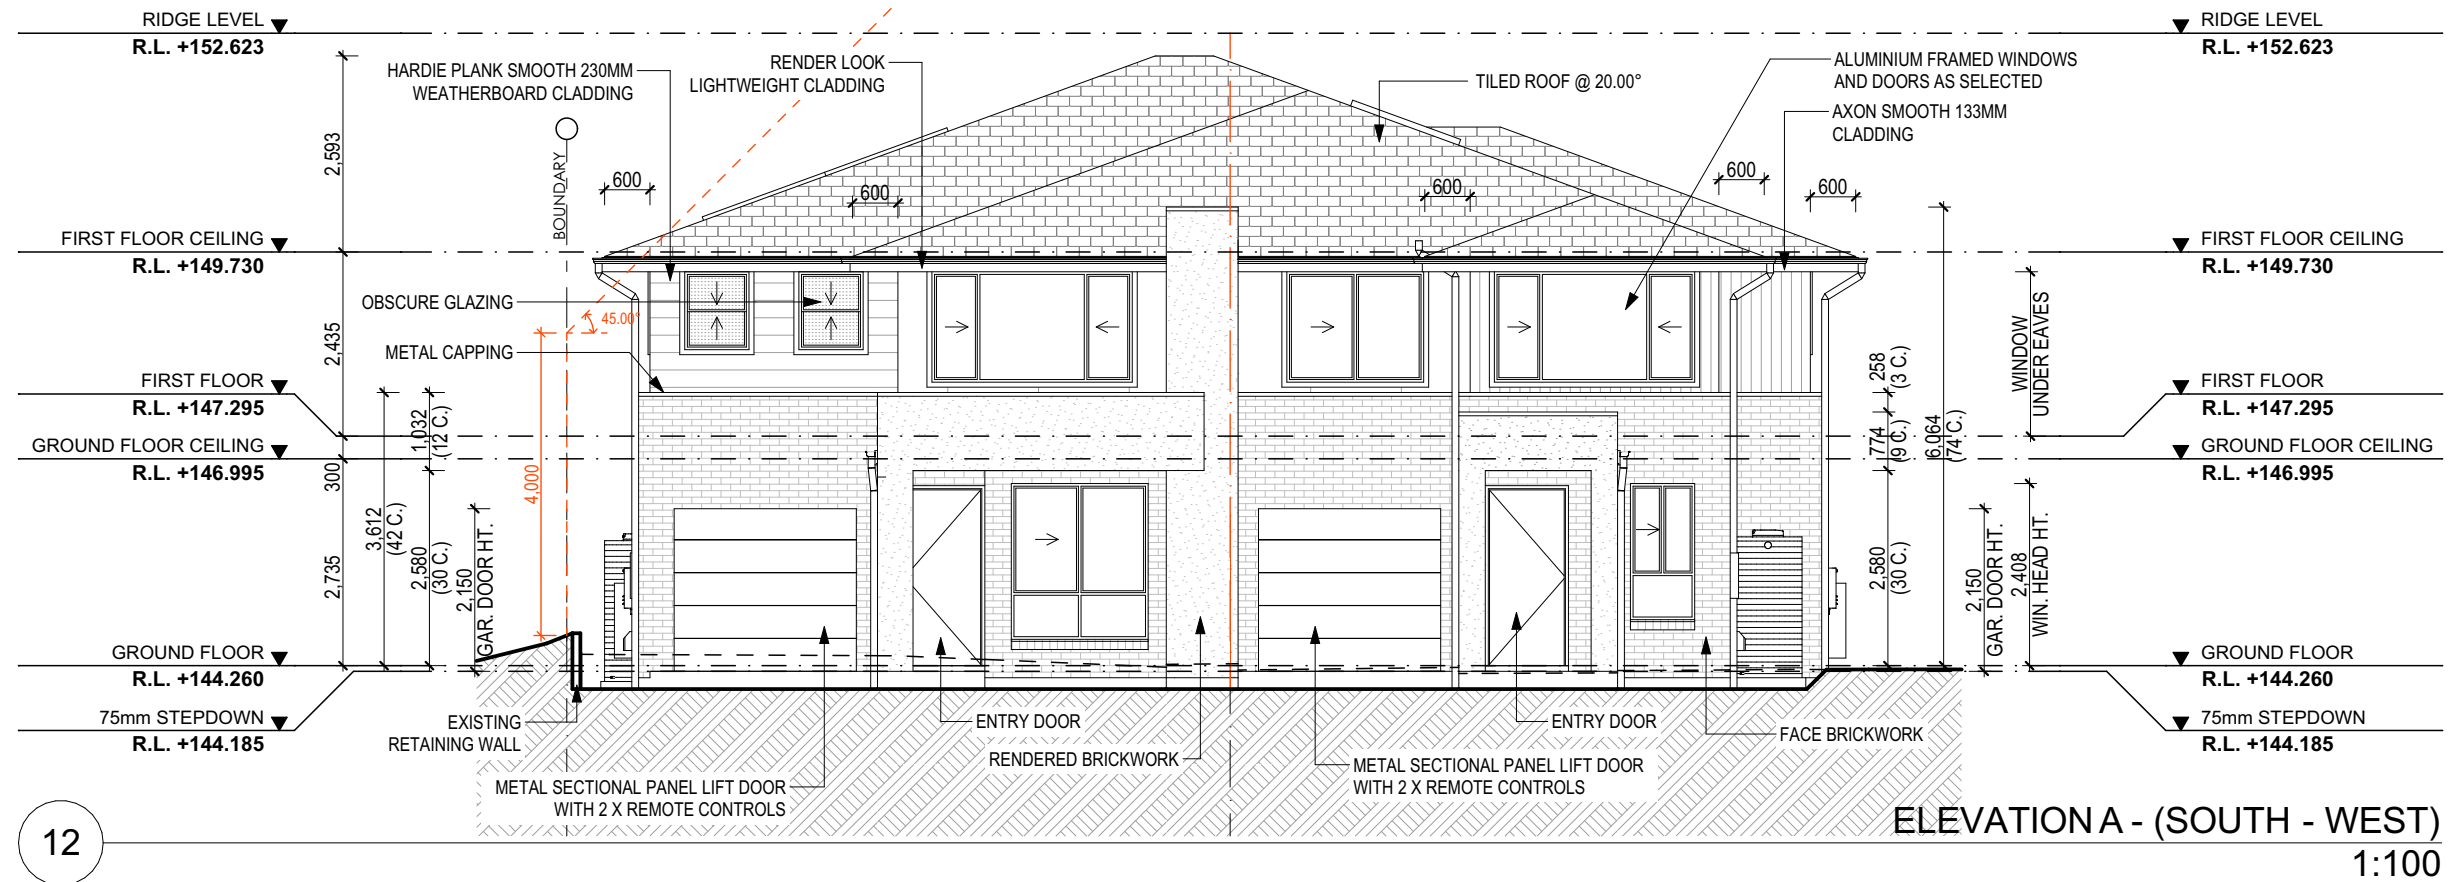 RIDGE LEVEL
R.L. +152.623
RIDGE LEVEL
R.L. +152.623
HARDIE PLANK SMOOTH 230MM
WEATHERBOARD CLADDING
RENDER LOOK
LIGHTWEIGHT CLADDING
TILED ROOF @ 20.00°
ALUMINIUM FRAMED WINDOWS
AND DOORS AS SELECTED
AXON SMOOTH 133MM
CLADDING
BOUNDARY
2,593
600
600
600
600
600
FIRST FLOOR CEILING
R.L. +149.730
FIRST FLOOR CEILING
R.L. +149.730
OBSCURE GLAZING
45.00°
METAL CAPPING
2,435
WINDOW
UNDER EAVES
258
(3 C.)
FIRST FLOOR
R.L. +147.295
FIRST FLOOR
R.L. +147.295
1,032
(12 C.)
774
(9 C.)
6,064
(74 C.)
GROUND FLOOR CEILING
R.L. +146.995
GROUND FLOOR CEILING
R.L. +146.995
300
4,000
3,612
(42 C.)
2,580
(30 C.)
2,150
GAR. DOOR HT.
2,735
2,580
(30 C.)
2,150
GAR. DOOR HT.
2,408
WIN. HEAD HT.
GROUND FLOOR
R.L. +144.260
GROUND FLOOR
R.L. +144.260
75mm STEPDOWN
R.L. +144.185
75mm STEPDOWN
R.L. +144.185
EXISTING
RETAINING WALL
ENTRY DOOR
RENDERED BRICKWORK
ENTRY DOOR
FACE BRICKWORK
METAL SECTIONAL PANEL LIFT DOOR
WITH 2 X REMOTE CONTROLS
METAL SECTIONAL PANEL LIFT DOOR
WITH 2 X REMOTE CONTROLS
12
ELEVATION A - (SOUTH - WEST)
1:100